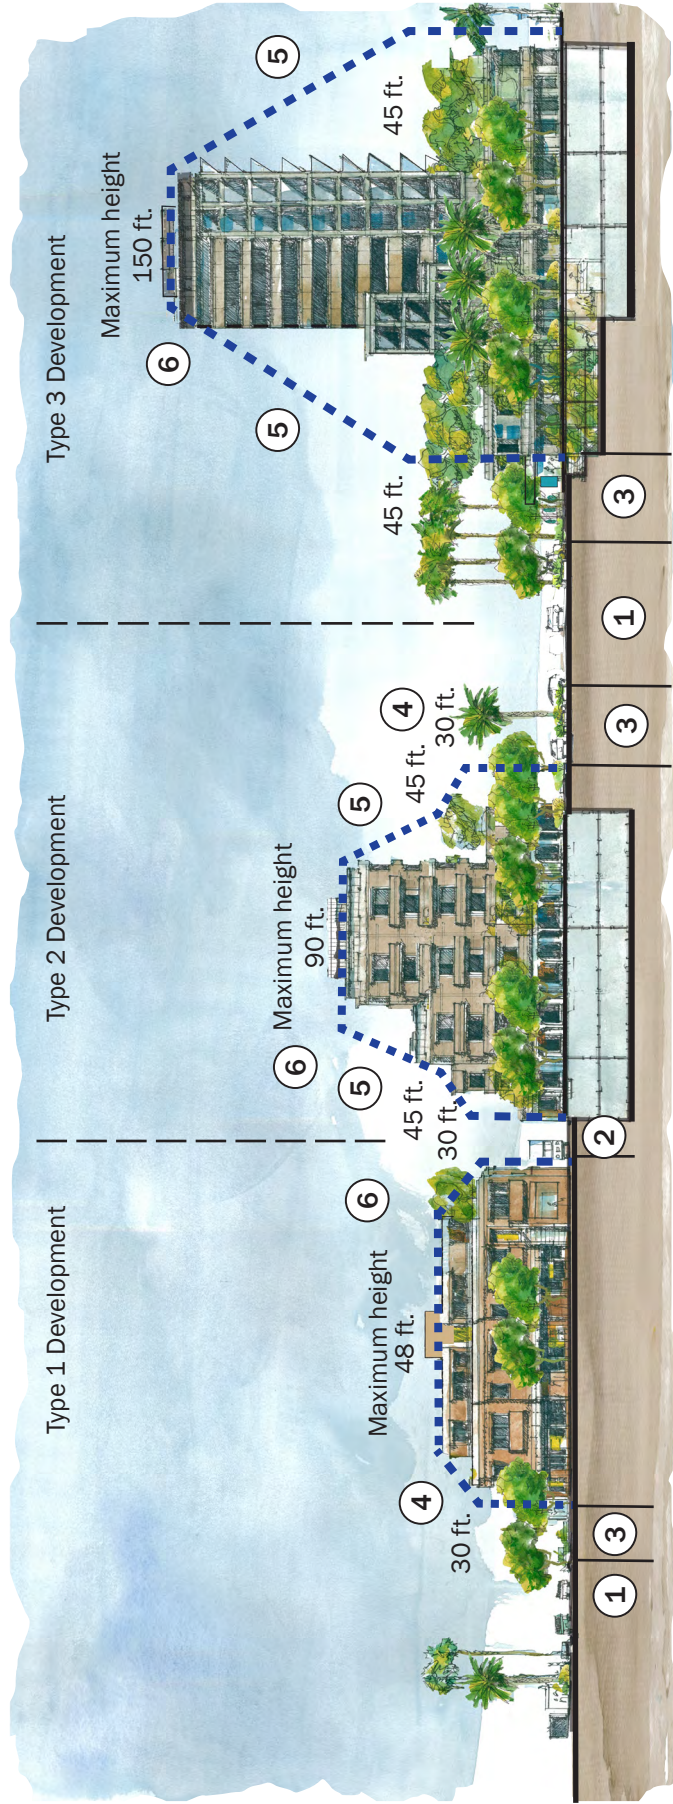 Type 1 Development
Type 2 Development
Type 3 Development
Maximum height
150 ft.
6
5
5
45 ft.
45 ft.
Maximum height
90 ft.
6
5
5
45 ft.
30 ft.
45 ft.
30 ft.
4
Maximum height
48 ft.
6
4
30 ft.
1
3
2
3
1
3